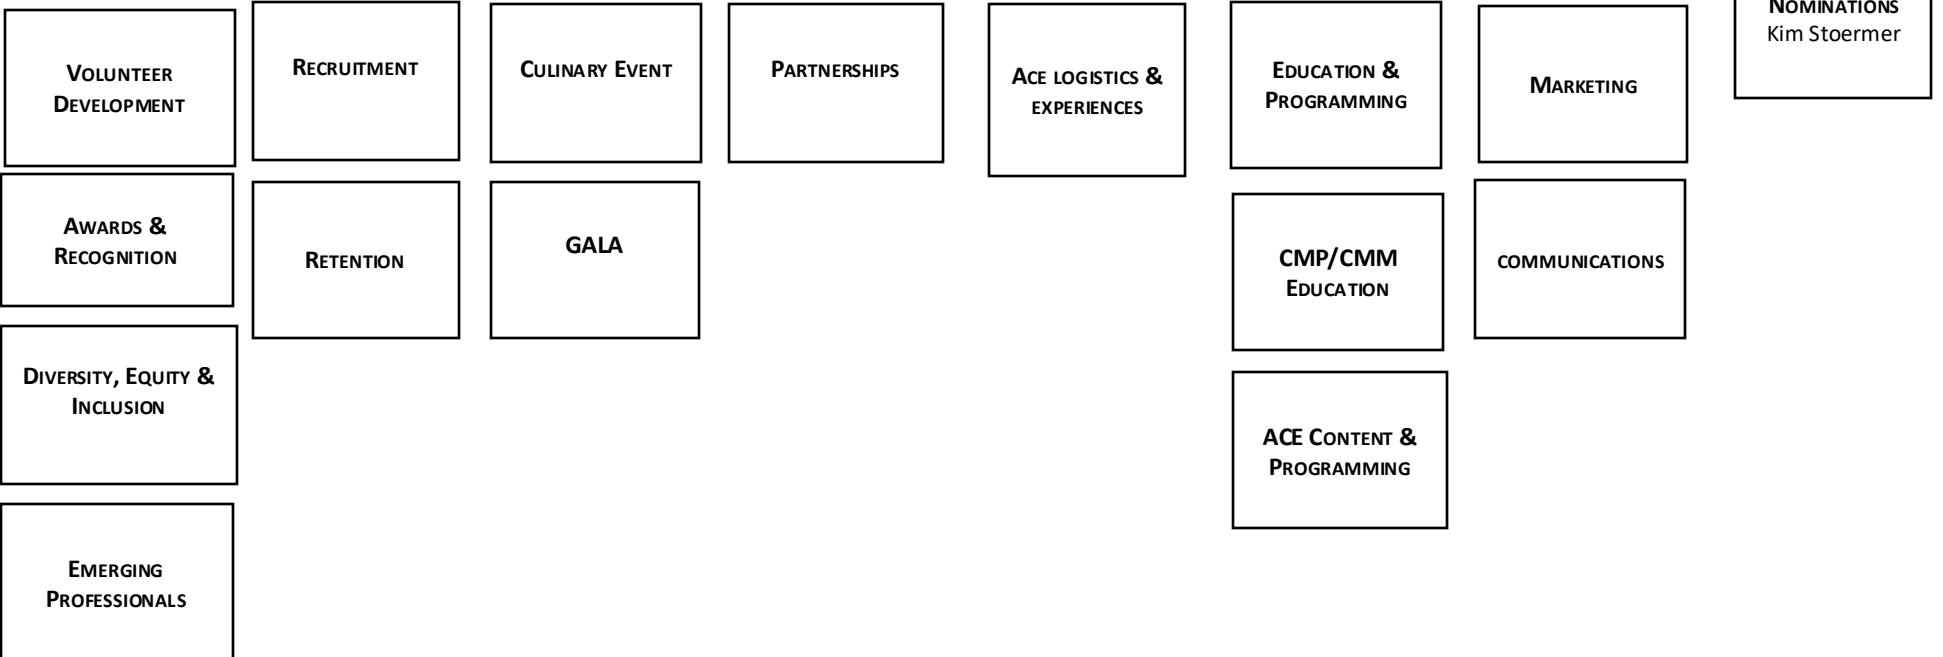 VOLUNTEER
DEVELOPMENT
AWARDS &
RECOGNITION
DIVERSITY, EQUITY &
INCLUSION
EMERGING
PROFESSIONALS
RECRUITMENT
RETENTION
CULINARY EVENT
GALA
PARTNERSHIPS
ACE LOGISTICS &
EXPERIENCES
EDUCATION &
PROGRAMMING
CMP/CMM
EDUCATION
ACE CONTENT &
PROGRAMMING
MARKETING
COMMUNICATIONS
NOMINATIONS
Kim Stoermer